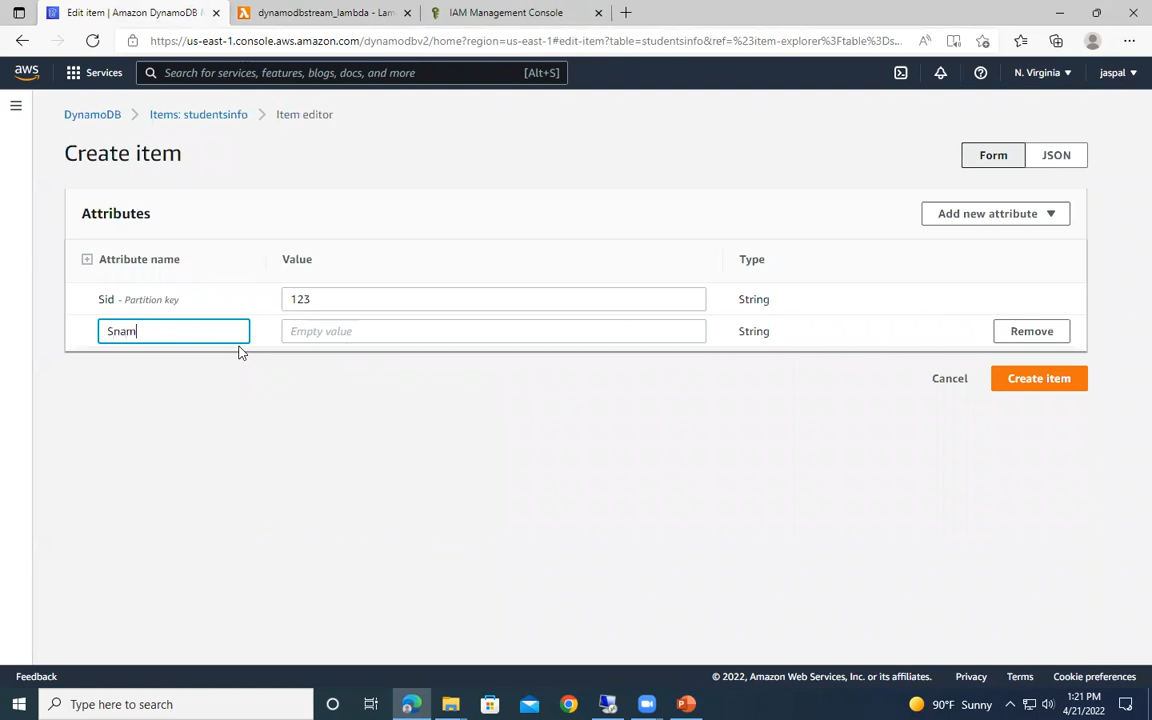 Edit item | Amazon DynamoDB
dynamodbstream_lambda - Lam
IAM Management Console
https://us-east-1.console.aws.amazon.com/dynamodbv2/home?region=us-east-1#edit-item?table=studentsinfo&ref=%23item-explorer%3Ftable%3Ds...
aws
Services
Search for services, features, blogs, docs, and more
[Alt+S]
N. Virginia
jaspal
DynamoDB
Items: studentsinfo
Item editor
Create item
Form
JSON
Attributes
Add new attribute
Attribute name
Value
Type
Sid - Partition key
123
String
Snam
Empty value
String
Remove
Cancel
Create item
Feedback
© 2022, Amazon Web Services, Inc. or its affiliates.
Privacy
Terms
Cookie preferences
Type here to search
90°F Sunny
1:21 PM
4/21/2022